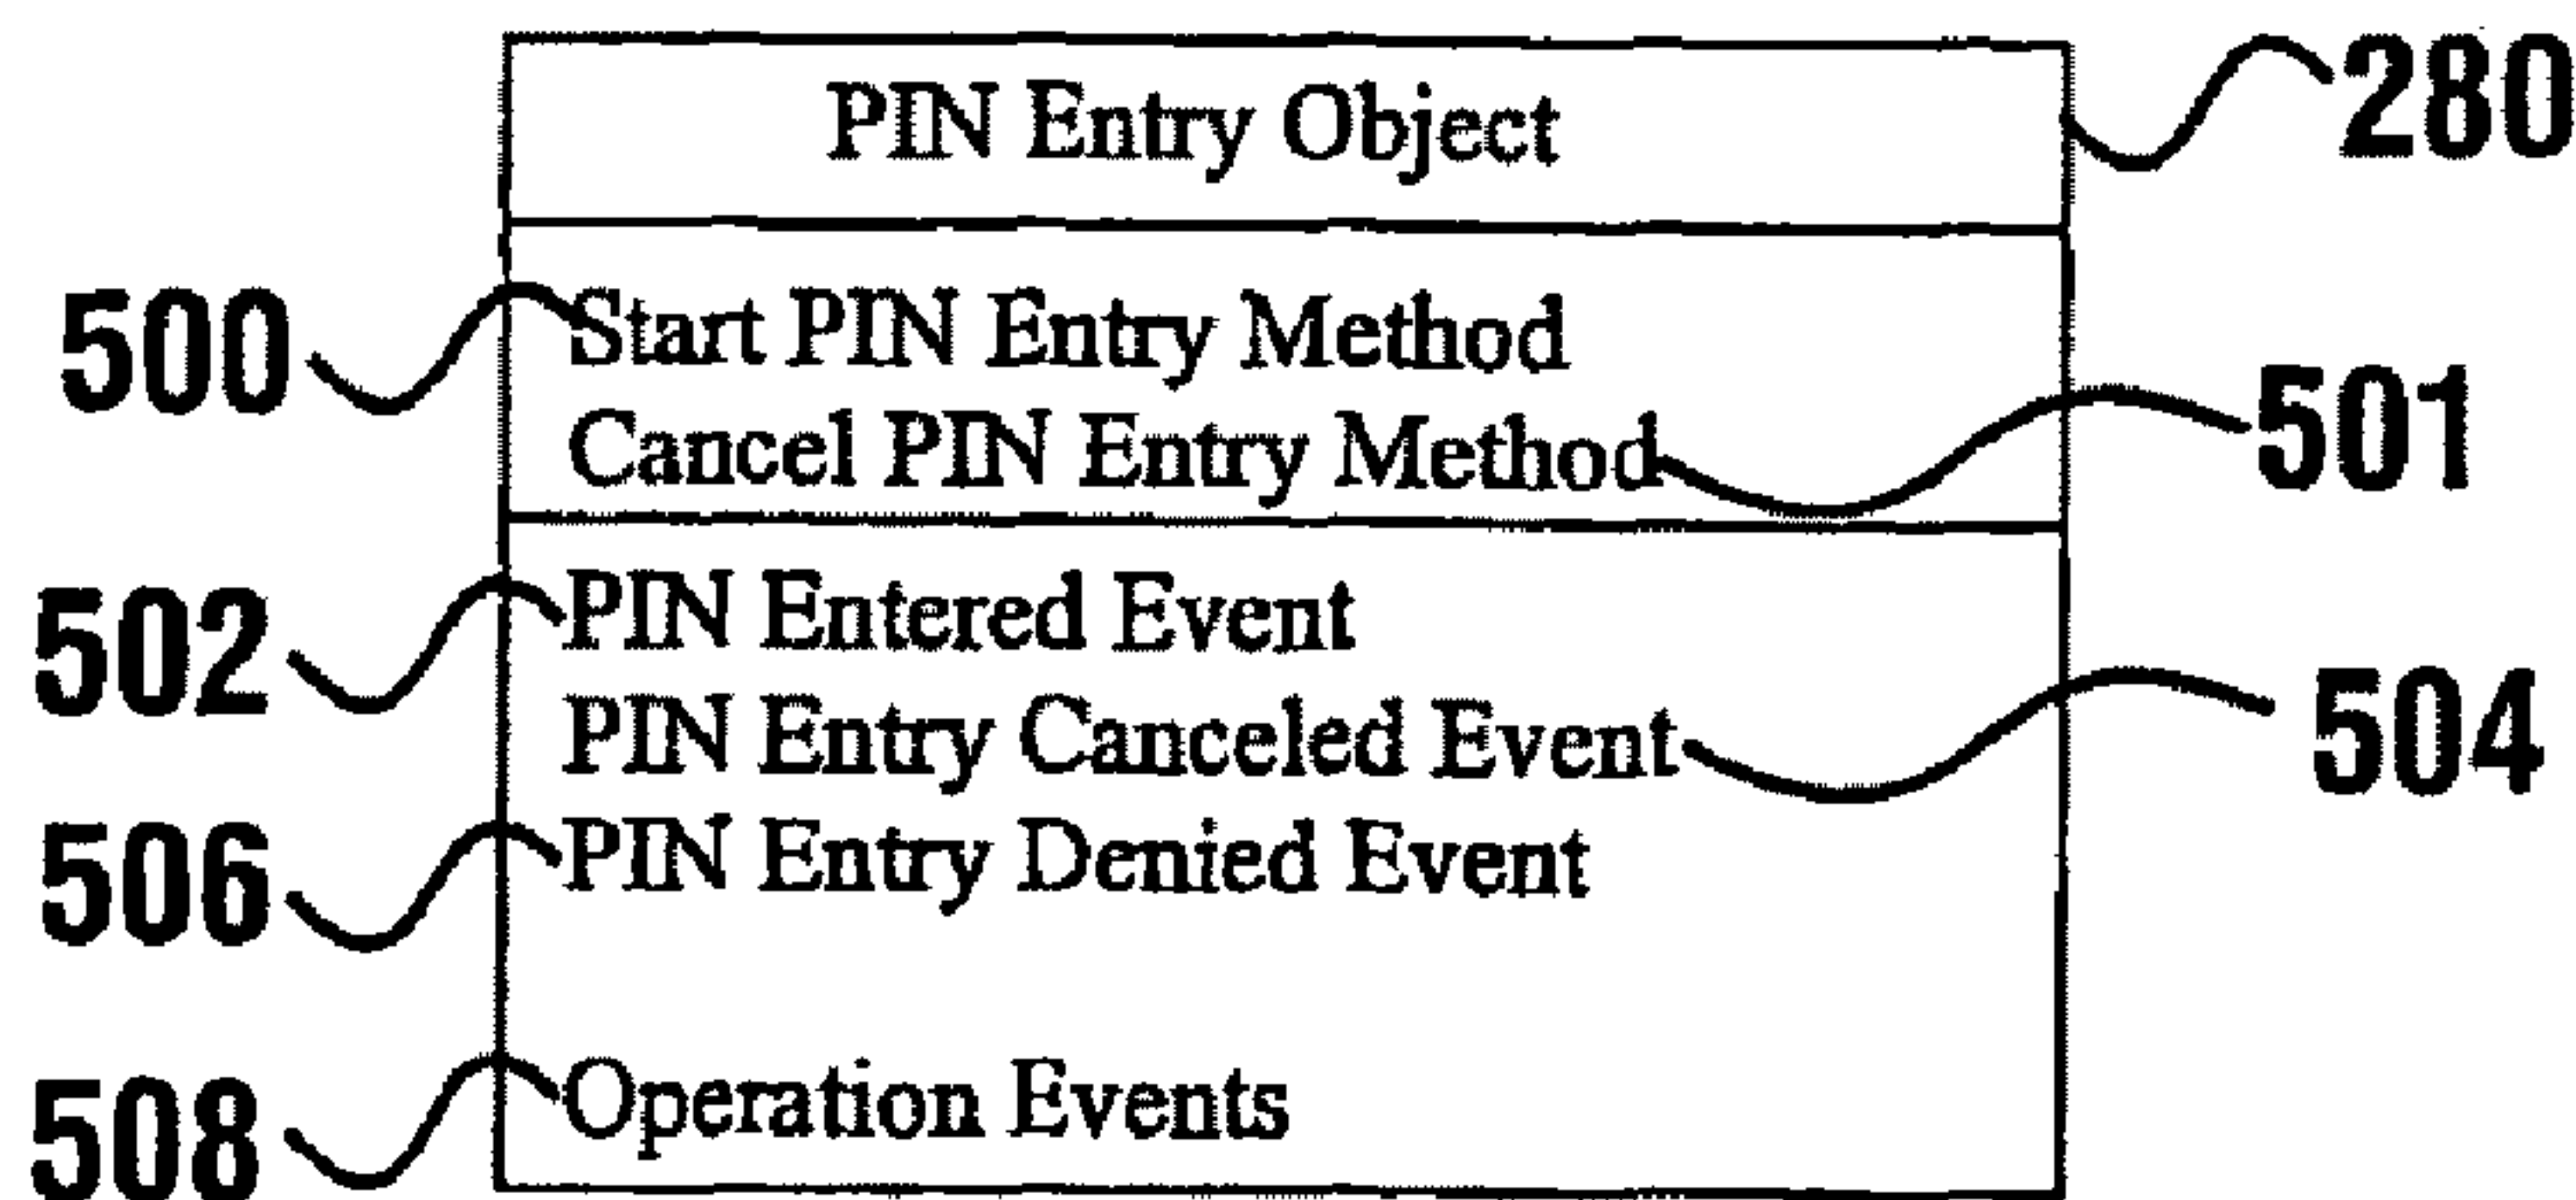 PIN Entry Object 280
500 Start PIN Entry Method
Cancel PIN Entry Method 501
502 PIN Entered Event
PIN Entry Canceled Event 504
506 PIN Entry Denied Event
508 Operation Events